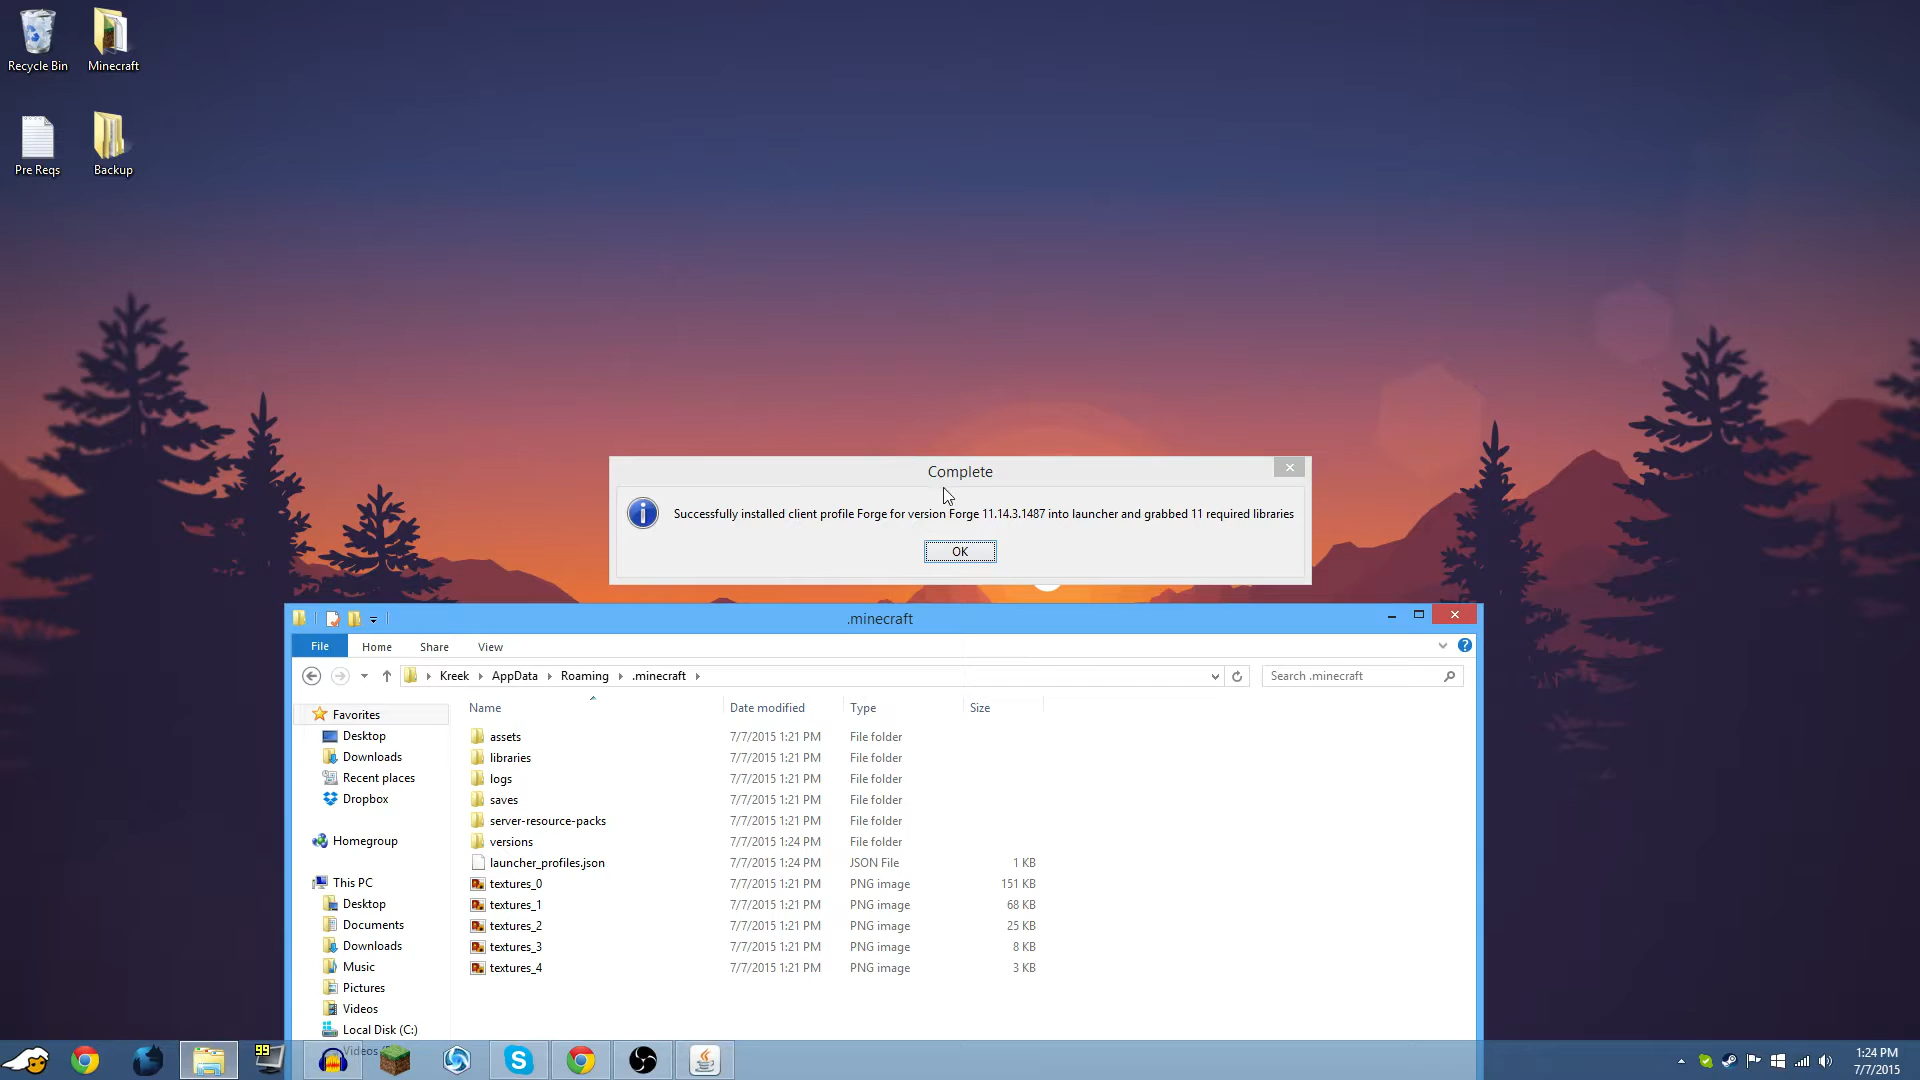 Recycle Bin
Minecraft
Pre Reqs
Backup
Complete
Successfully installed client profile Forge for version Forge 11.14.3.1487 into launcher and grabbed 11 required libraries
OK
.minecraft
File Home Share View
Kreek AppData Roaming .minecraft
Search .minecraft
Name Date modified Type Size
Favorites
Desktop
Downloads
Recent places
Dropbox
Homegroup
This PC
Desktop
Documents
Downloads
Music
Pictures
Videos
Local Disk (C:)
Videos
assets 7/7/2015 1:21 PM File folder
libraries 7/7/2015 1:21 PM File folder
logs 7/7/2015 1:21 PM File folder
saves 7/7/2015 1:21 PM File folder
server-resource-packs 7/7/2015 1:21 PM File folder
versions 7/7/2015 1:24 PM File folder
launcher_profiles.json 7/7/2015 1:24 PM JSON File 1 KB
textures_0 7/7/2015 1:21 PM PNG image 151 KB
textures_1 7/7/2015 1:21 PM PNG image 68 KB
textures_2 7/7/2015 1:21 PM PNG image 25 KB
textures_3 7/7/2015 1:21 PM PNG image 8 KB
textures_4 7/7/2015 1:21 PM PNG image 3 KB
99
1:24 PM
7/7/2015